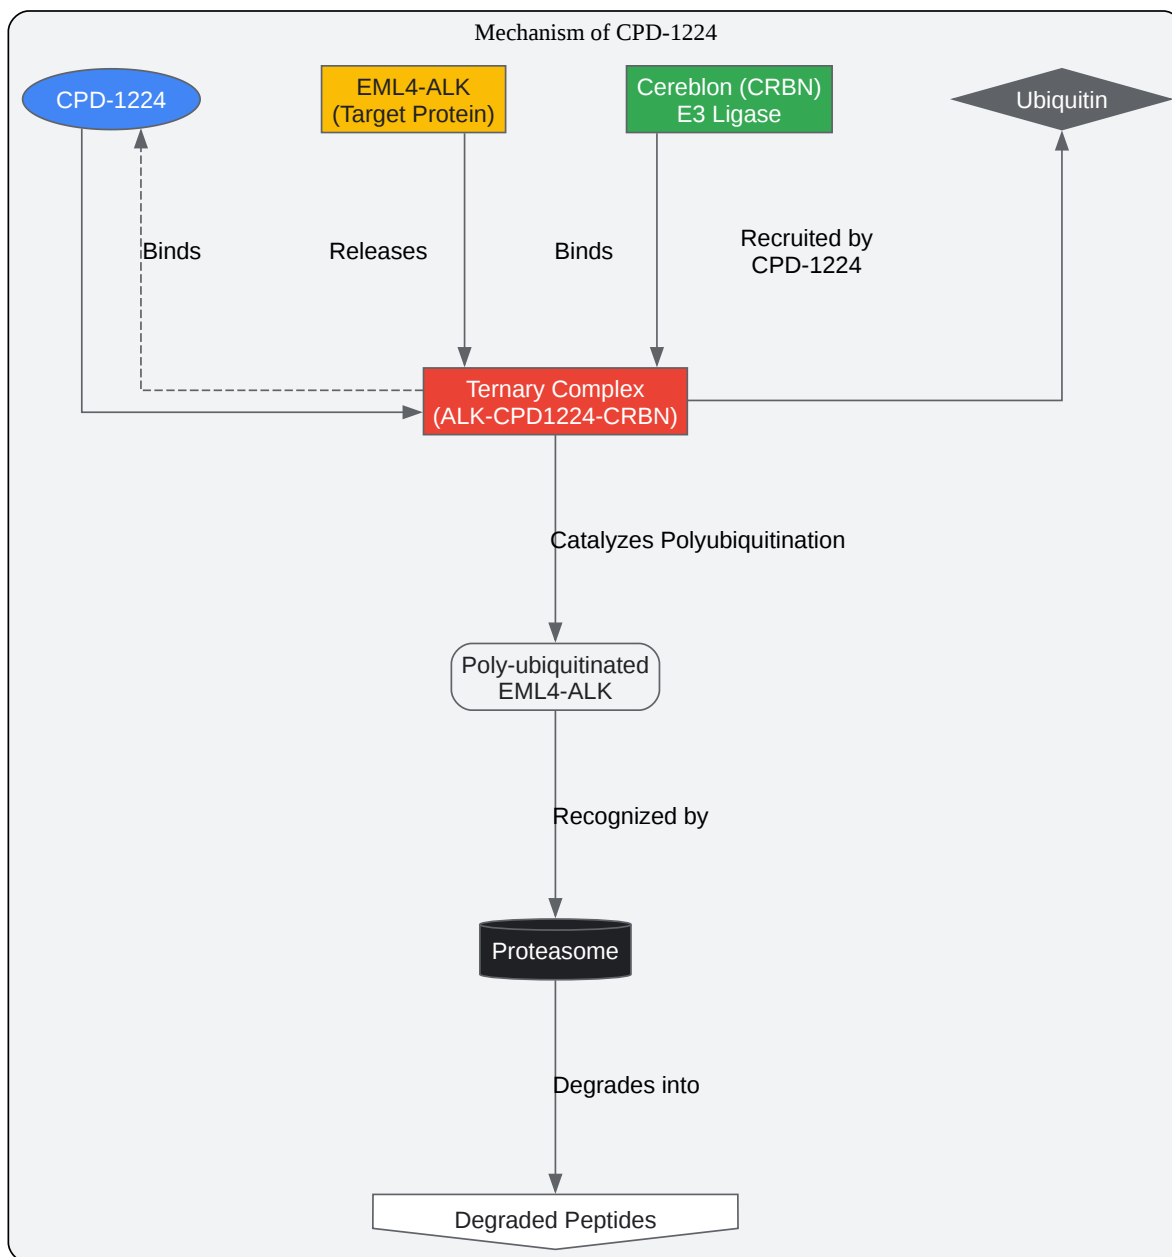 Mechanism of CPD-1224
CPD-1224
EML4-ALK
(Target Protein)
Cereblon (CRBN)
E3 Ligase
Ubiquitin
Binds
Releases
Binds
Recruited by
CPD-1224
Ternary Complex
(ALK-CPD1224-CRBN)
Catalyzes Polyubiquitination
Poly-ubiquitinated
EML4-ALK
Recognized by
Proteasome
Degrades into
Degraded Peptides